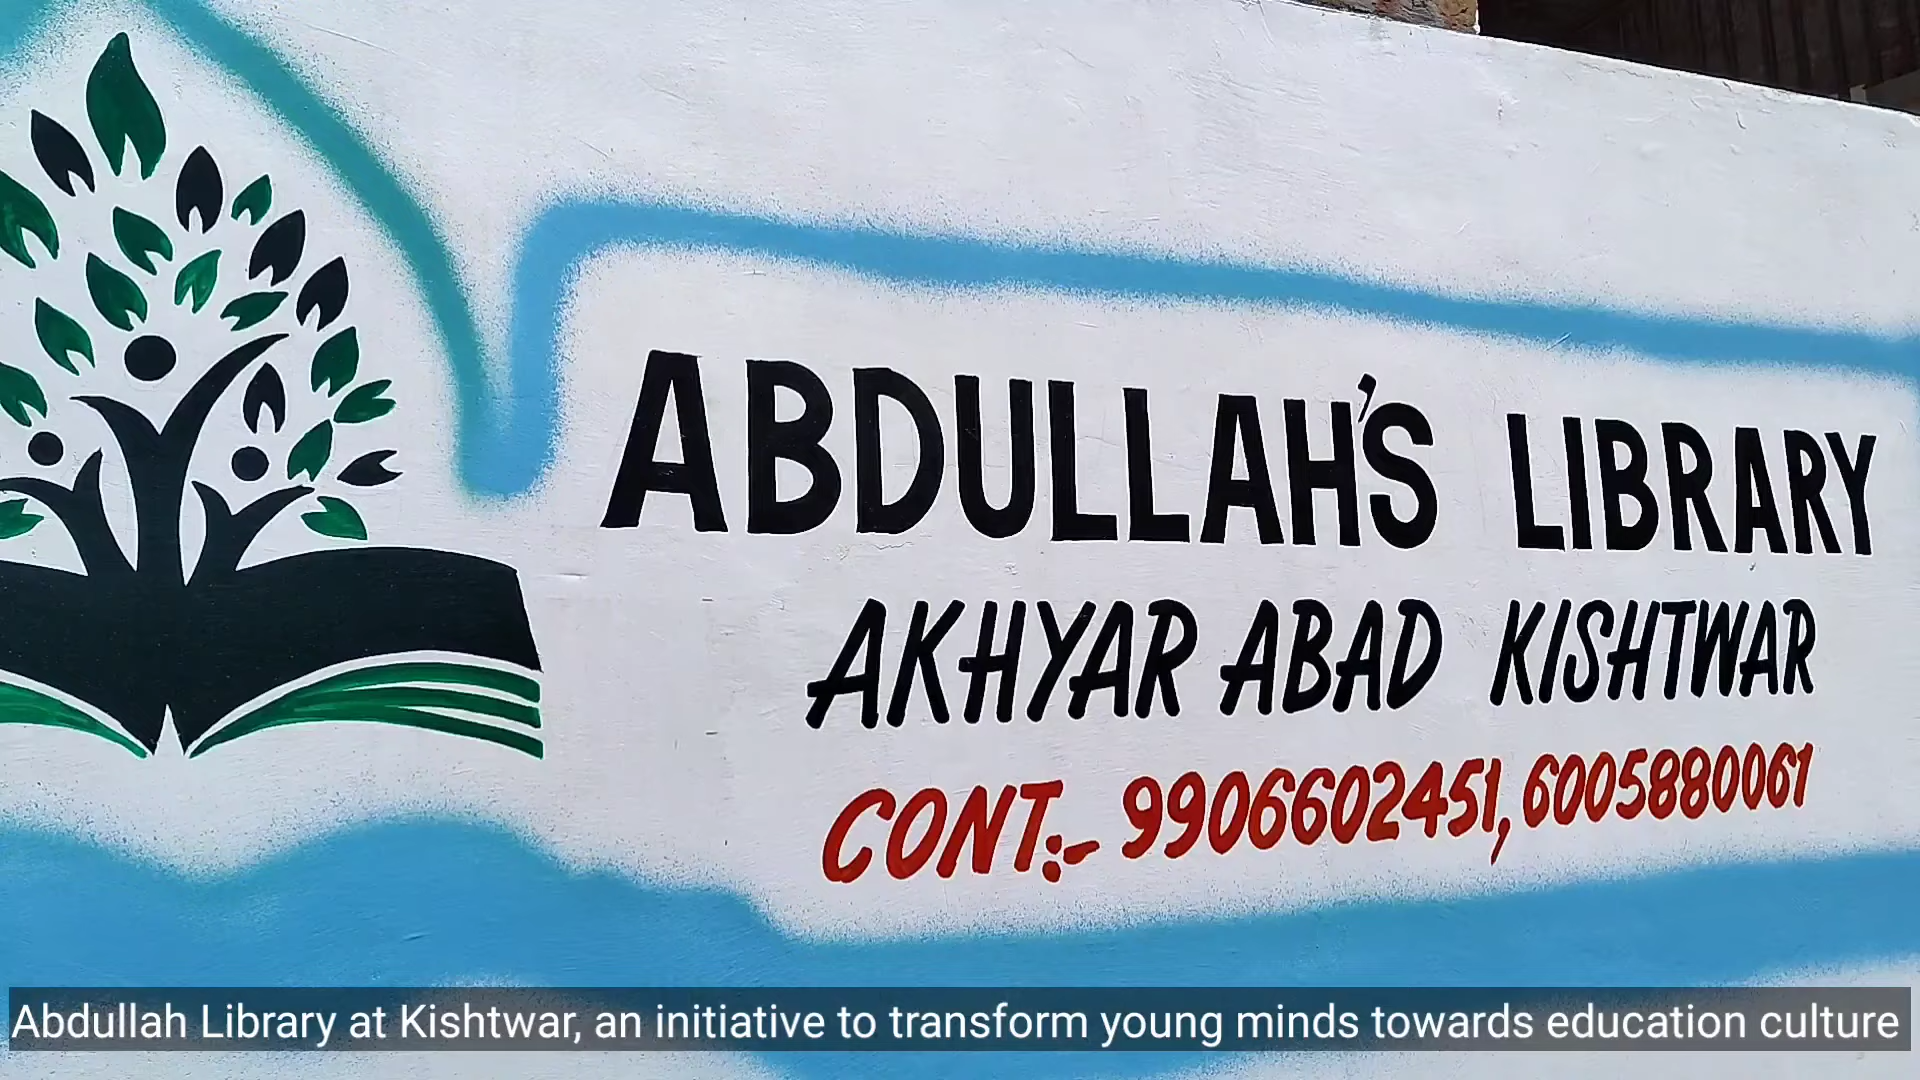 ABDULLAH'S LIBRARY
AKHYAR ABAD KISHTWAR
CONT:- 9906602451, 6005880061
Abdullah Library at Kishtwar, an initiative to transform young minds towards education culture